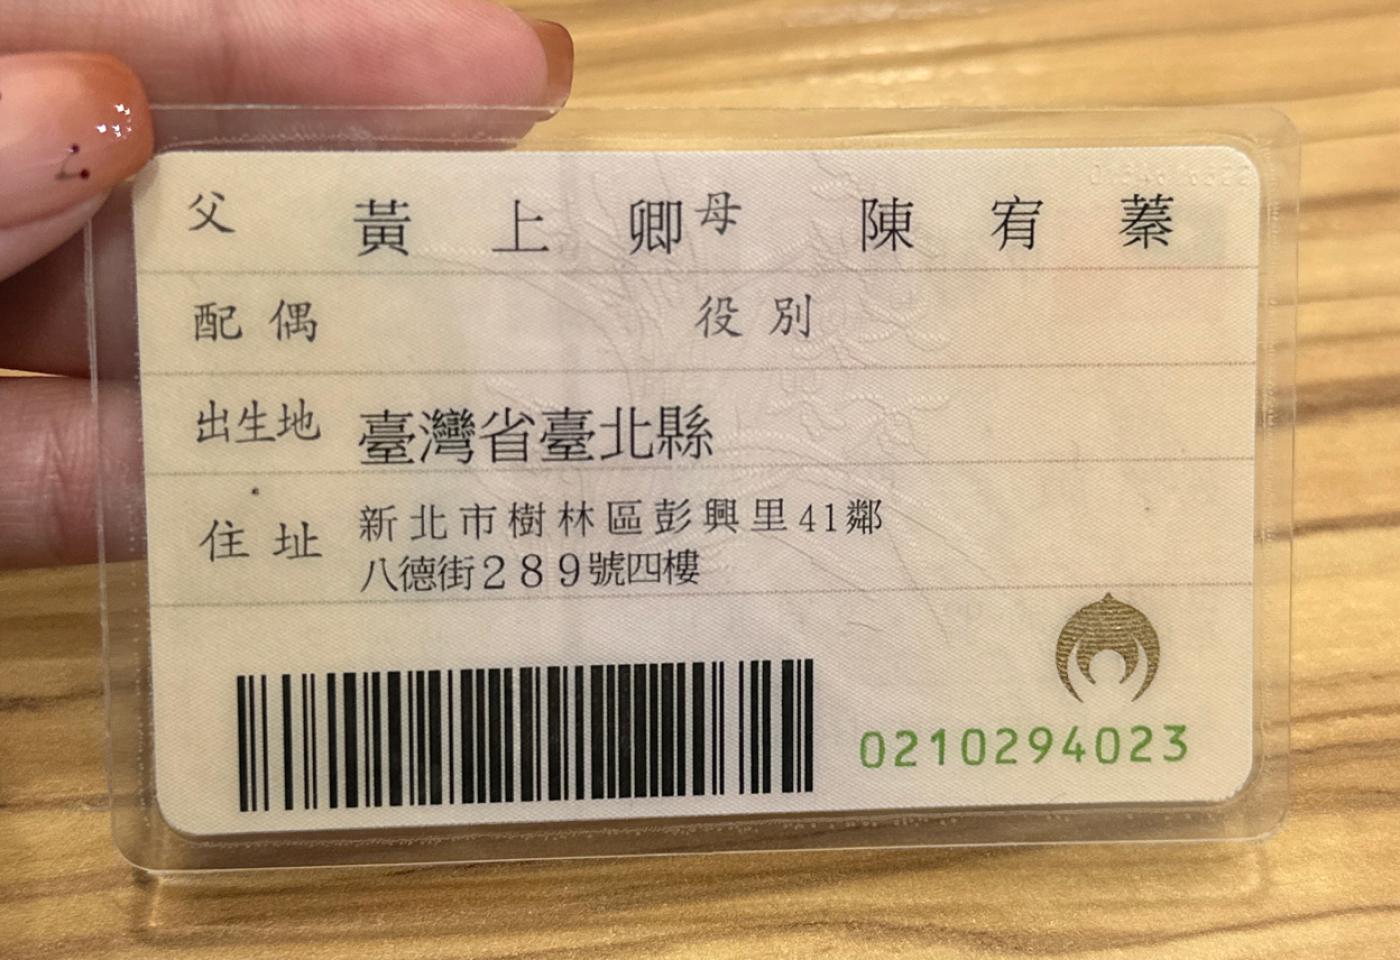 父 黃上卿 母 陳宥蓁
配偶 役別
出生地 臺灣省臺北縣
住址 新北市樹林區彭興里41鄰
八德街289號四樓
0210294023